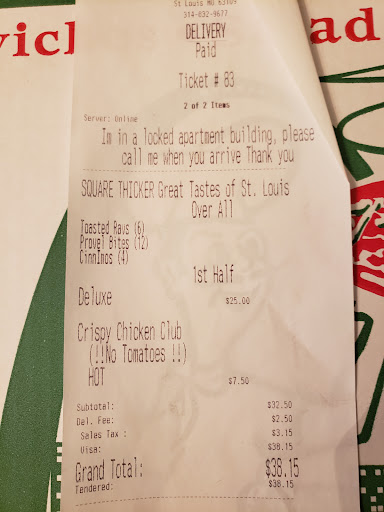 St Louis MO 63109
314-832-9677
DELIVERY
Paid
Ticket # 83
2 of 2 Items
Server: Online
Im in a locked apartment building, please
call me when you arrive Thank you
SQUARE THICKER Great Tastes of St. Louis
Over All
Toasted Ravs (6)
Provel Bites (12)
CinnInos (4)
1st Half
Deluxe $25.00
Crispy Chicken Club
(!!No Tomatoes !!)
HOT $7.50
Subtotal: $32.50
Del. Fee: $2.50
Sales Tax : $3.15
Visa: $38.15
Grand Total: $38.15
Tendered: $38.15